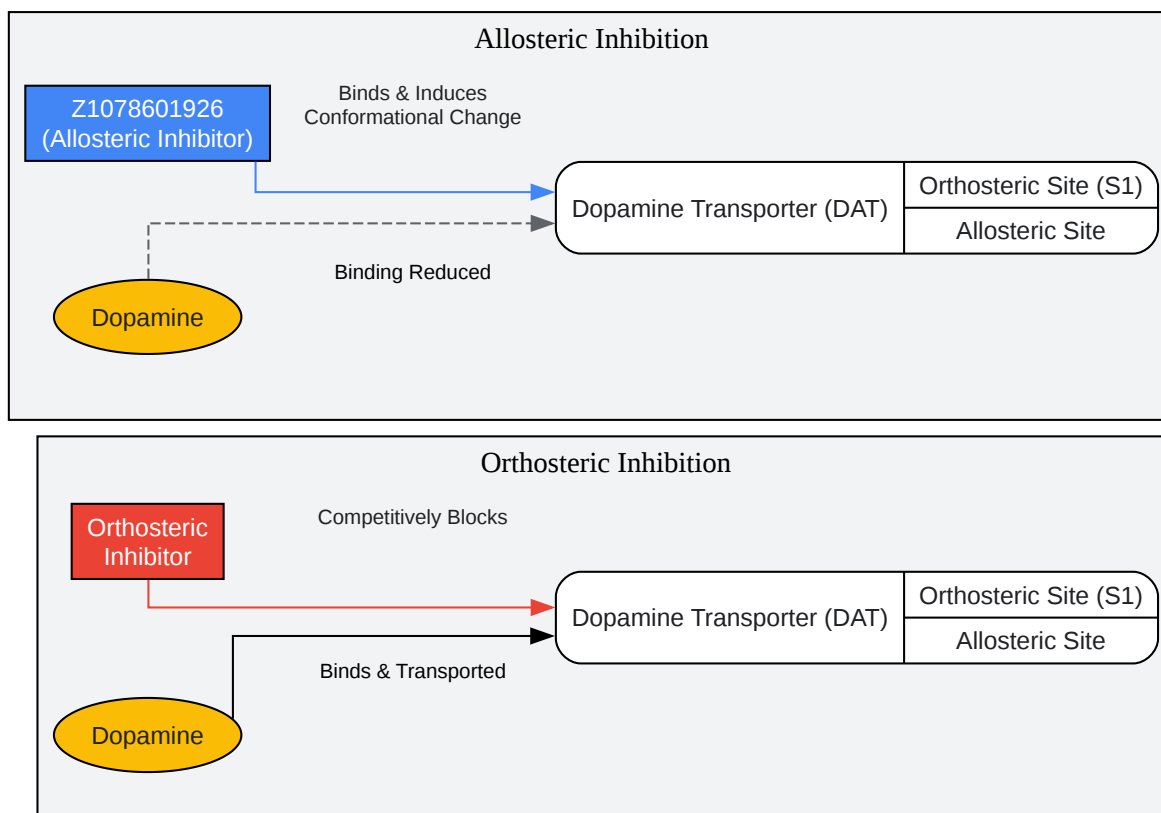 Allosteric Inhibition
Z1078601926
(Allosteric Inhibitor)
Binds & Induces
Conformational Change
Dopamine Transporter (DAT)
Orthosteric Site (S1)
Allosteric Site
Binding Reduced
Dopamine
Orthosteric Inhibition
Orthosteric
Inhibitor
Competitively Blocks
Dopamine Transporter (DAT)
Orthosteric Site (S1)
Allosteric Site
Binds & Transported
Dopamine